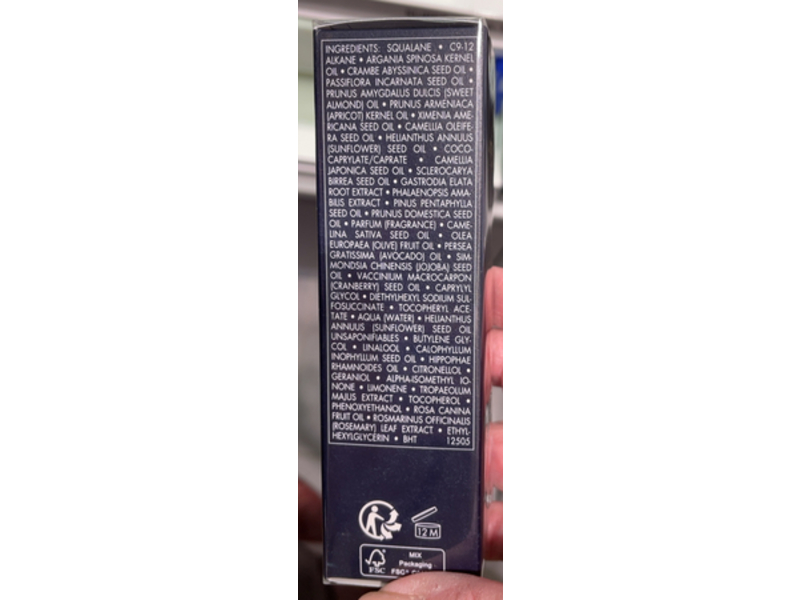 INGREDIENTS: SQUALANE • C9-12
ALKANE • ARGANIA SPINOSA KERNEL
OIL • CRAMBE ABYSSINICA SEED OIL •
PASSIFLORA INCARNATA SEED OIL •
PRUNUS AMYGDALUS DULCIS (SWEET
ALMOND) OIL • PRUNUS ARMENIACA
(APRICOT) KERNEL OIL • XIMENIA AME-
RICANA SEED OIL • CAMELLIA OLEIFE-
RA SEED OIL • HELIANTHUS ANNUUS
(SUNFLOWER) SEED OIL • COCO-
CAPRYLATE/CAPRATE • CAMELLIA
JAPONICA SEED OIL • SCLEROCARYA
BIRREA SEED OIL • GASTRODIA ELATA
ROOT EXTRACT • PHALAENOPSIS AMA-
BILIS EXTRACT • PINUS PENTAPHYLLA
SEED OIL • PRUNUS DOMESTICA SEED
OIL • PARFUM (FRAGRANCE) • CAME-
LINA SATIVA SEED OIL • OLEA
EUROPAEA (OLIVE) FRUIT OIL • PERSEA
GRATISSIMA (AVOCADO) OIL • SIM-
MONDSIA CHINENSIS (JOJOBA) SEED
OIL • VACCINIUM MACROCARPON
(CRANBERRY) SEED OIL • CAPRYLYL
GLYCOL • DIETHYLHEXYL SODIUM SUL-
FOSUCCINATE • TOCOPHERYL ACE-
TATE • AQUA (WATER) • HELIANTHUS
ANNUUS (SUNFLOWER) SEED OIL
UNSAPONIFIABLES • BUTYLENE GLY-
COL • LINALOOL • CALOPHYLLUM
INOPHYLLUM SEED OIL • HIPPOPHAE
RHAMNOIDES OIL • CITRONELLOL •
GERANIOL • ALPHA-ISOMETHYL IO-
NONE • LIMONENE • TROPAEOLUM
MAJUS EXTRACT • TOCOPHEROL •
PHENOXYETHANOL • ROSA CANINA
FRUIT OIL • ROSMARINUS OFFICINALIS
(ROSEMARY) LEAF EXTRACT • ETHYL-
HEXYLGLYCERIN • BHT 12505
12 M
MIX
Packaging
FSC
FSC®